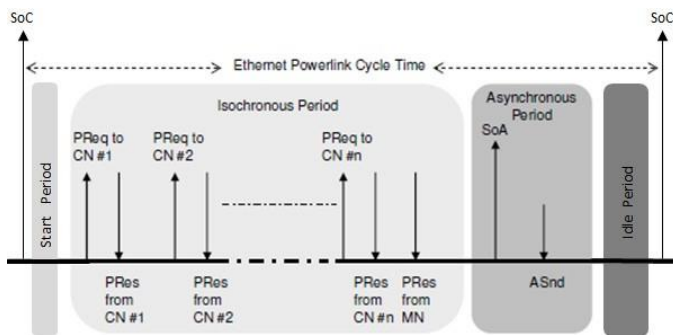 SoC
SoC
Ethernet Powerlink Cycle Time
Start Period
Isochronous Period
Asynchronous
Period
Idle Period
PReq to
CN #1
PReq to
CN #2
PReq to
CN #n
SoA
PRes
from
CN #1
PRes
from
CN #2
PRes
from
CN #n
PRes
from
MN
ASnd